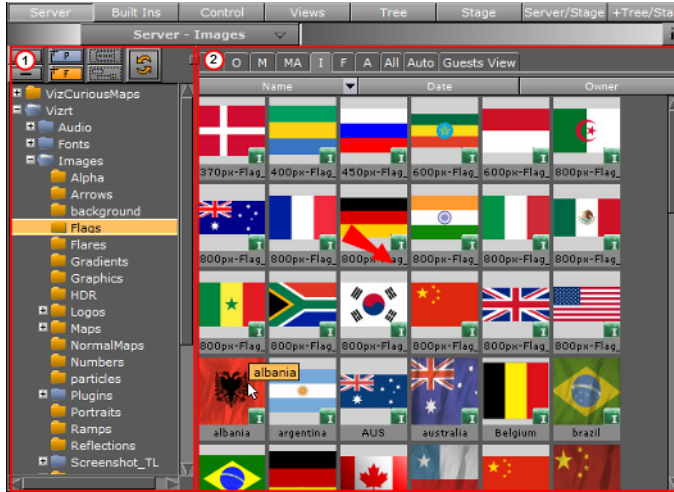 Server Built Ins Control Views Tree Stage Server/Stage +Tree/Sta
Server - Images
1
P
F
VizCuriousMaps
Vizrt
Audio
Fonts
Images
Alpha
Arrows
background
Flags
Flares
Gradients
Graphics
HDR
Logos
Maps
NormalMaps
Numbers
particles
Plugins
Portraits
Ramps
Reflections
Screenshot_TL
2 O M MA I F A All Auto Guests View
Name Date Owner
370px-Flag_ 400px-Flag_ 450px-Flag_ 600px-Flag_ 600px-Flag_ 800px-Flag_
800px-Flag_ 800px-Flag_ 800px-Flag_ 800px-Flag_ 800px-Flag_ 800px-Flag_
800px-Flag_ 800px-Flag_ 800px-Flag_ 800px-Flag_ 800px-Flag_ 800px-Flag_
albania
albania argentina AUS australia Belgium brazil